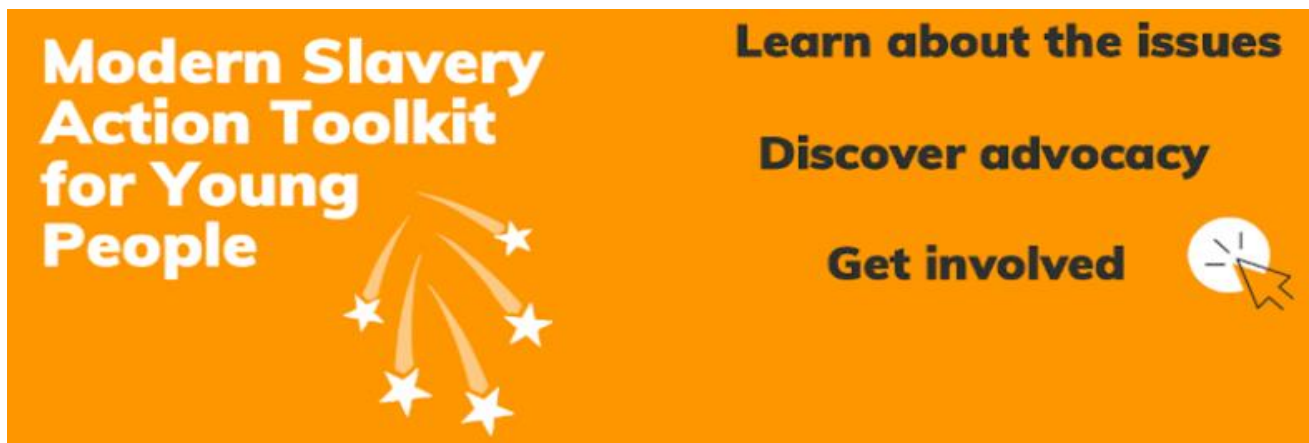 Modern Slavery
Action Toolkit
for Young
People
Learn about the issues
Discover advocacy
Get involved